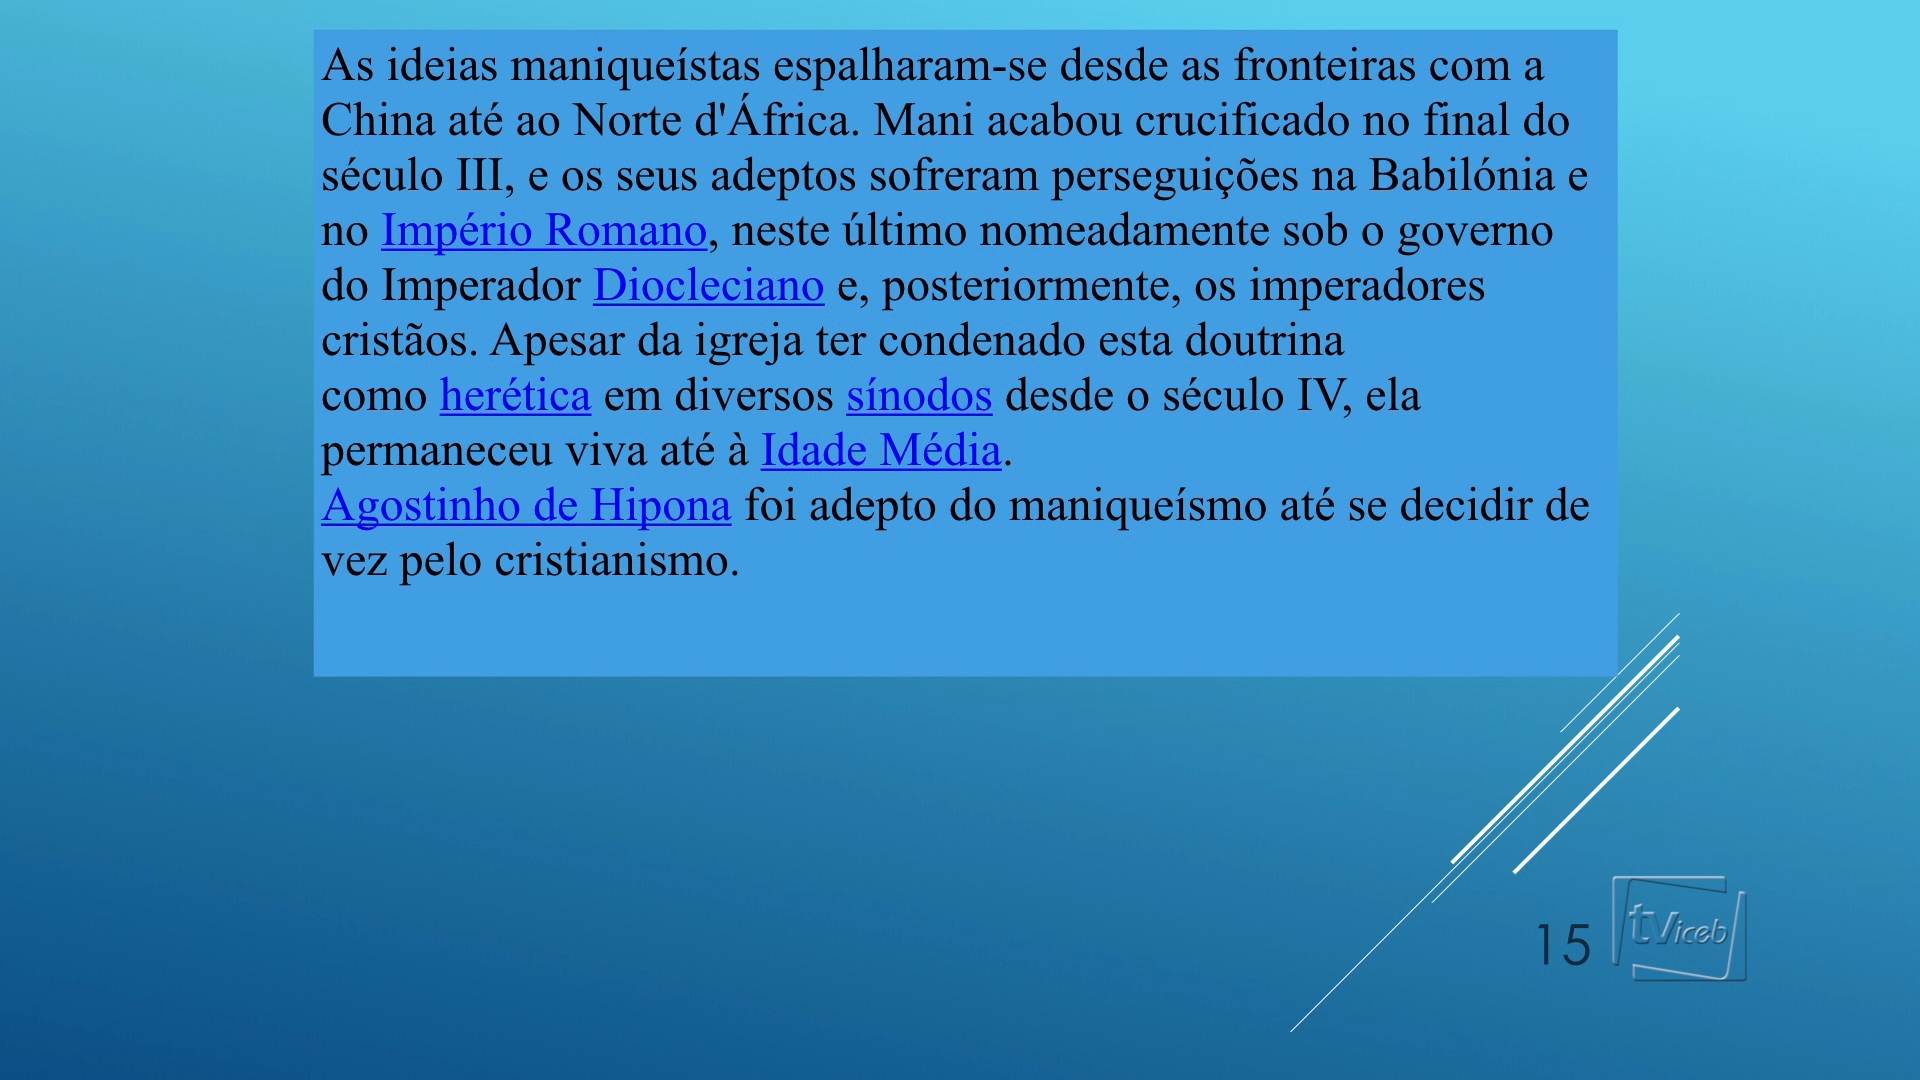 As ideias maniqueístas espalharam-se desde as fronteiras com a
China até ao Norte d'África. Mani acabou crucificado no final do
século III, e os seus adeptos sofreram perseguições na Babilónia e
no Império Romano, neste último nomeadamente sob o governo
do Imperador Diocleciano e, posteriormente, os imperadores
cristãos. Apesar da igreja ter condenado esta doutrina
como herética em diversos sínodos desde o século IV, ela
permaneceu viva até à Idade Média.
Agostinho de Hipona foi adepto do maniqueísmo até se decidir de
vez pelo cristianismo.
15
tViceb